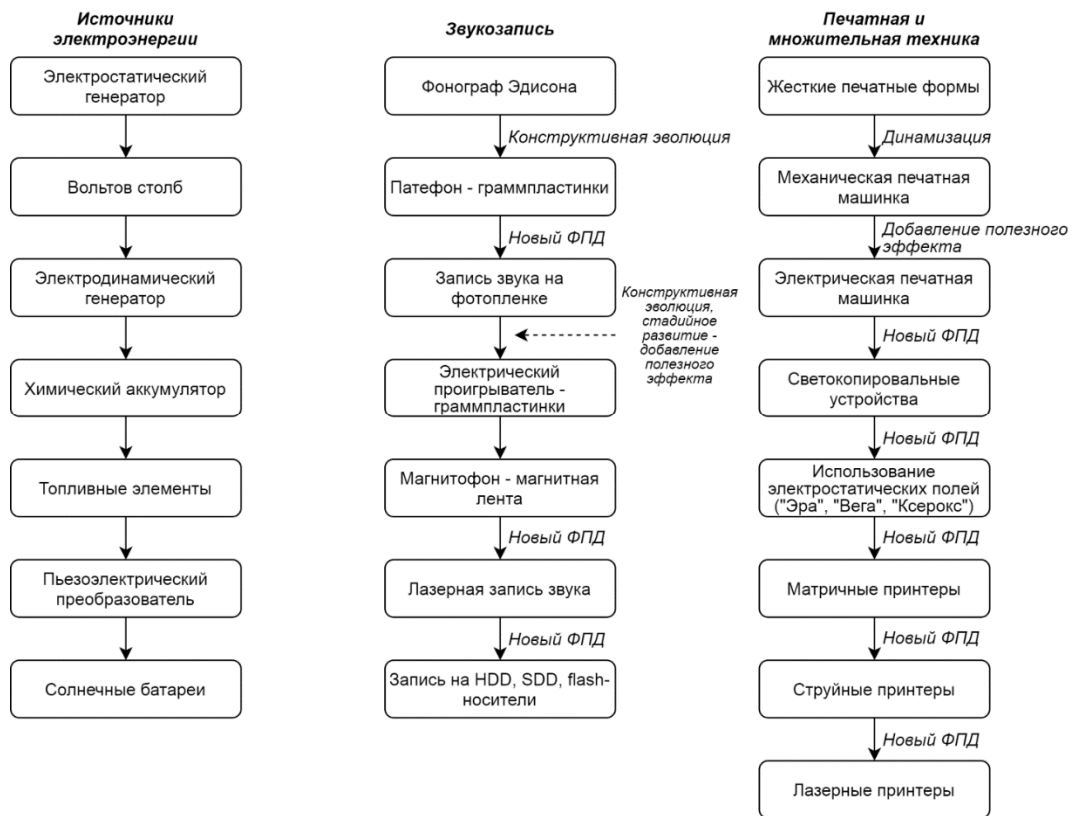 Источники
электроэнергии
Электростатический
генератор
Вольтов столб
Электродинамический
генератор
Химический аккумулятор
Топливные элементы
Пьезоэлектрический
преобразователь
Солнечные батареи
Звукозапись
Фонограф Эдисона
Конструктивная эволюция
Патефон - граммпластинки
Новый ФПД
Запись звука на
фотопленке
Конструктивная
эволюция,
стадийное
развитие -
добавление
полезного
эффекта
Электрический
проигрыватель -
граммпластинки
Магнитофон - магнитная
лента
Новый ФПД
Лазерная запись звука
Новый ФПД
Запись на HDD, SDD, flash-
носители
Печатная и
множительная техника
Жесткие печатные формы
Динамизация
Механическая печатная
машинка
Добавление полезного
эффекта
Электрическая печатная
машинка
Новый ФПД
Светокопировальные
устройства
Новый ФПД
Использование
электростатических полей
("Эра", "Вега", "Ксерокс")
Новый ФПД
Матричные принтеры
Новый ФПД
Струйные принтеры
Новый ФПД
Лазерные принтеры